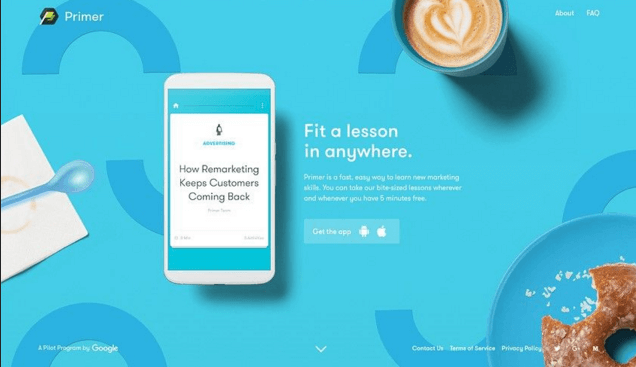 Primer
About
FAQ
ADVERTISING
How Remarketing
Keeps Customers
Coming Back
Primer Team
Fit a lesson
in anywhere.
Primer is a fast, easy way to learn new marketing
skills. You can take our bite-sized lessons wherever
and whenever you have 5 minutes free.
Get the app
A Pilot Program by Google
Contact Us
Terms of Service
Privacy Policy